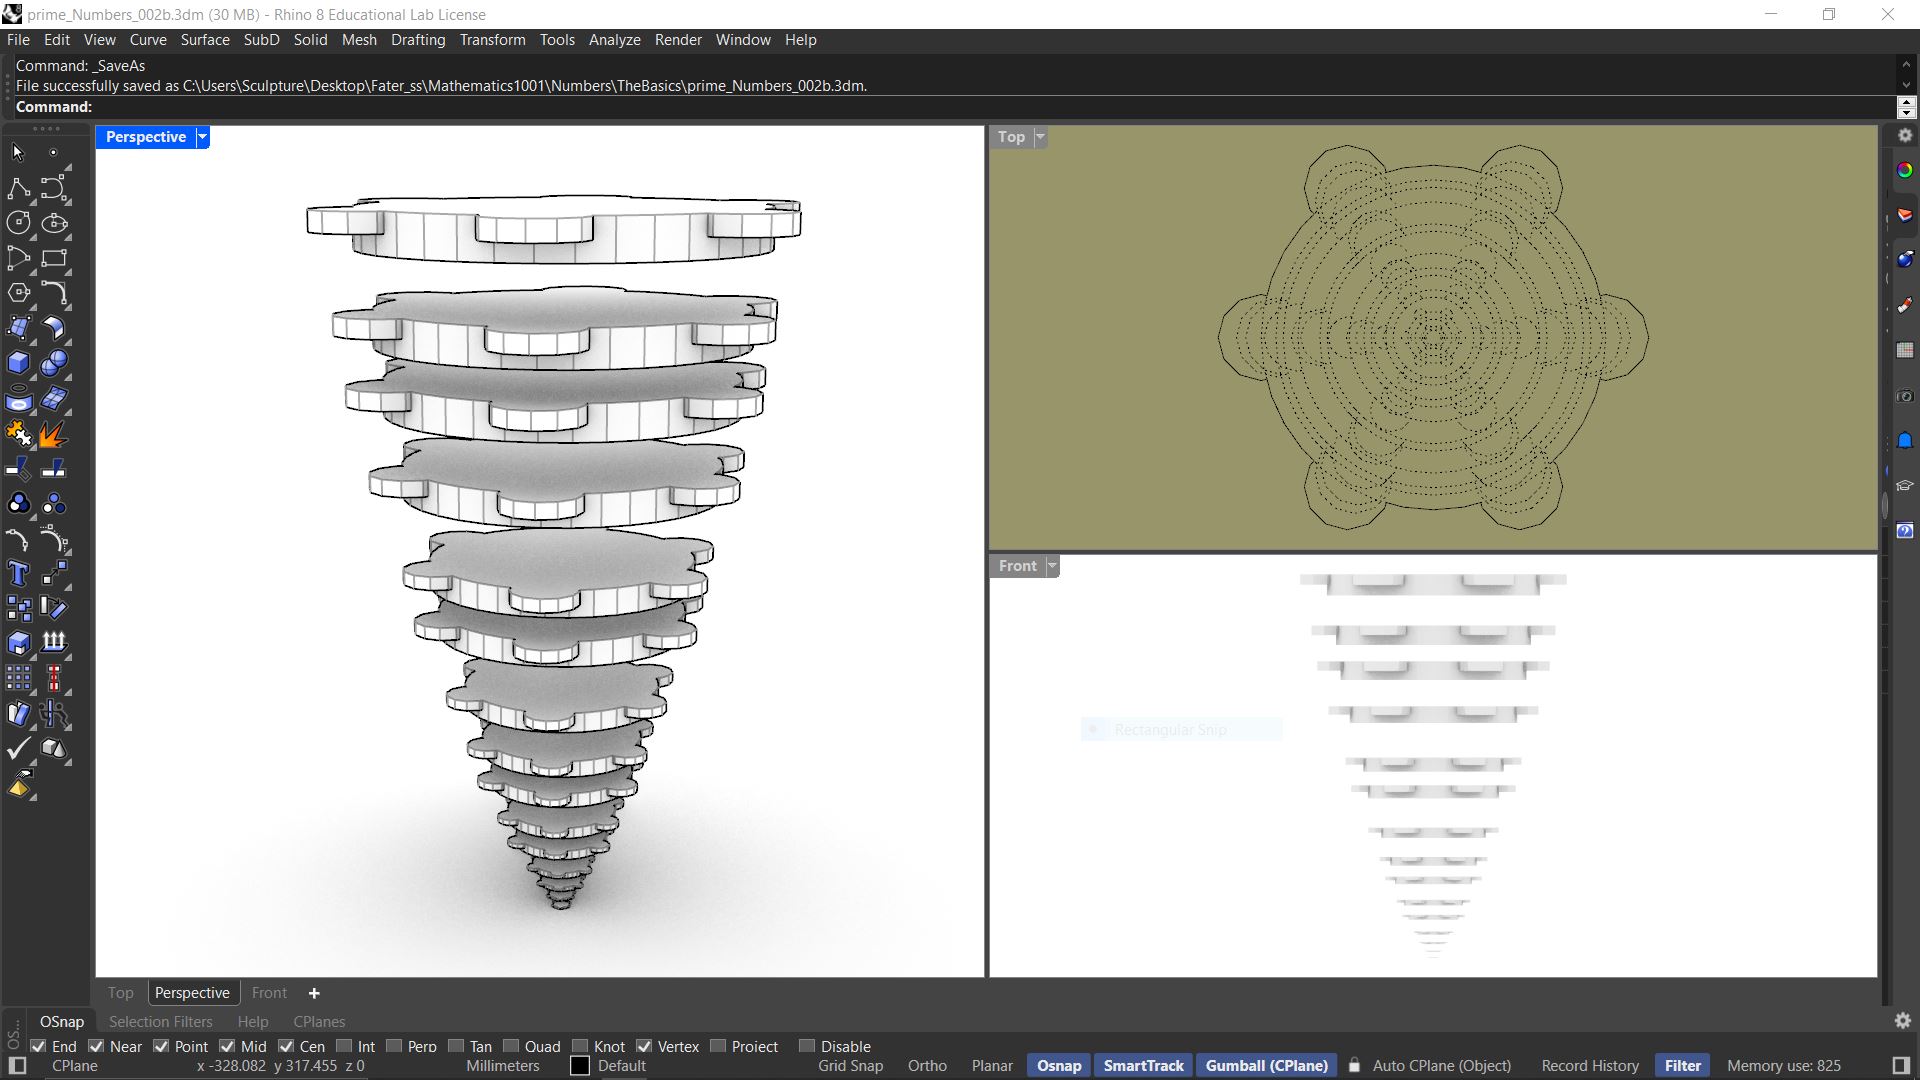 prime_Numbers_002b.3dm (30 MB) - Rhino 8 Educational Lab License
File Edit View Curve Surface SubD Solid Mesh Drafting Transform Tools Analyze Render Window Help
Command: _SaveAs
File successfully saved as C:\Users\Sculpture\Desktop\Fater_ss\Mathematics1001\Numbers\TheBasics\prime_Numbers_002b.3dm.
Command:
Perspective
Top
Front
Rectangular Snip
Top Perspective Front
OS...
OSnap Selection Filters Help CPlanes
End Near Point Mid Cen Int Perp Tan Quad Knot Vertex Project Disable
CPlane x -328.082 y 317.455 z 0 Millimeters Default Grid Snap Ortho Planar Osnap SmartTrack Gumball (CPlane) Auto CPlane (Object) Record History Filter Memory use: 825